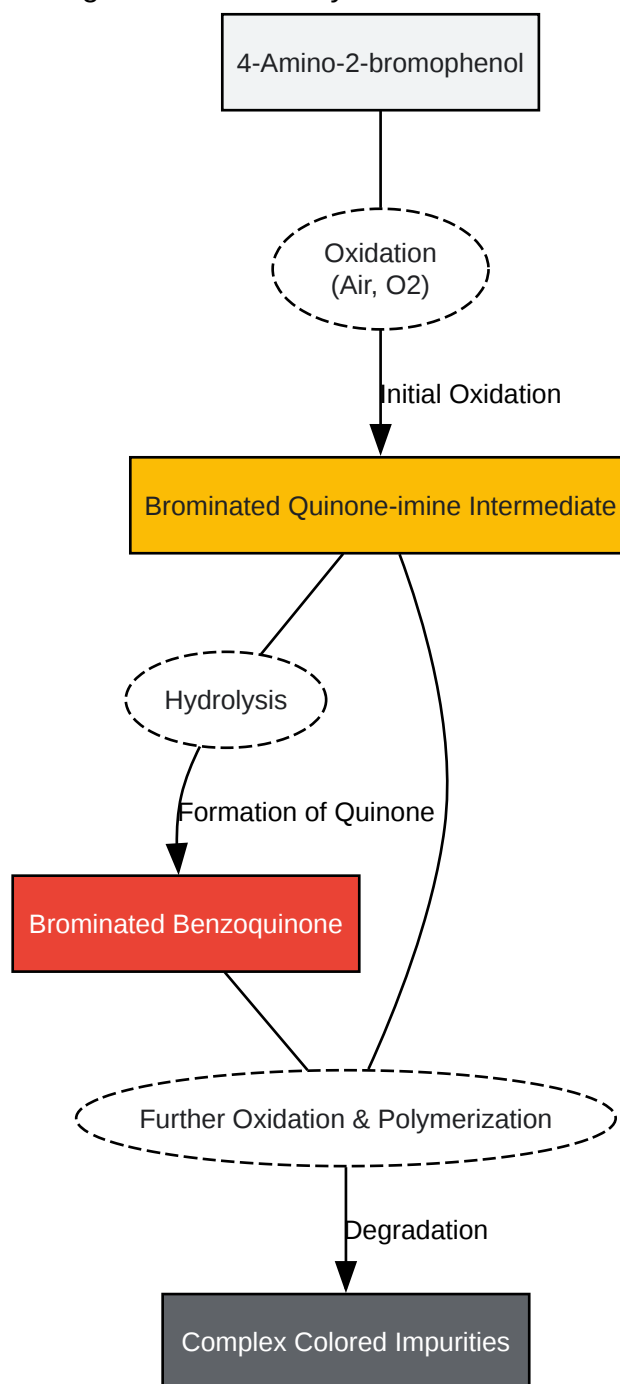 4-Amino-2-bromophenol
Oxidation
(Air, O2)
Initial Oxidation
Brominated Quinone-imine Intermediate
Hydrolysis
Formation of Quinone
Brominated Benzoquinone
Further Oxidation & Polymerization
Degradation
Complex Colored Impurities